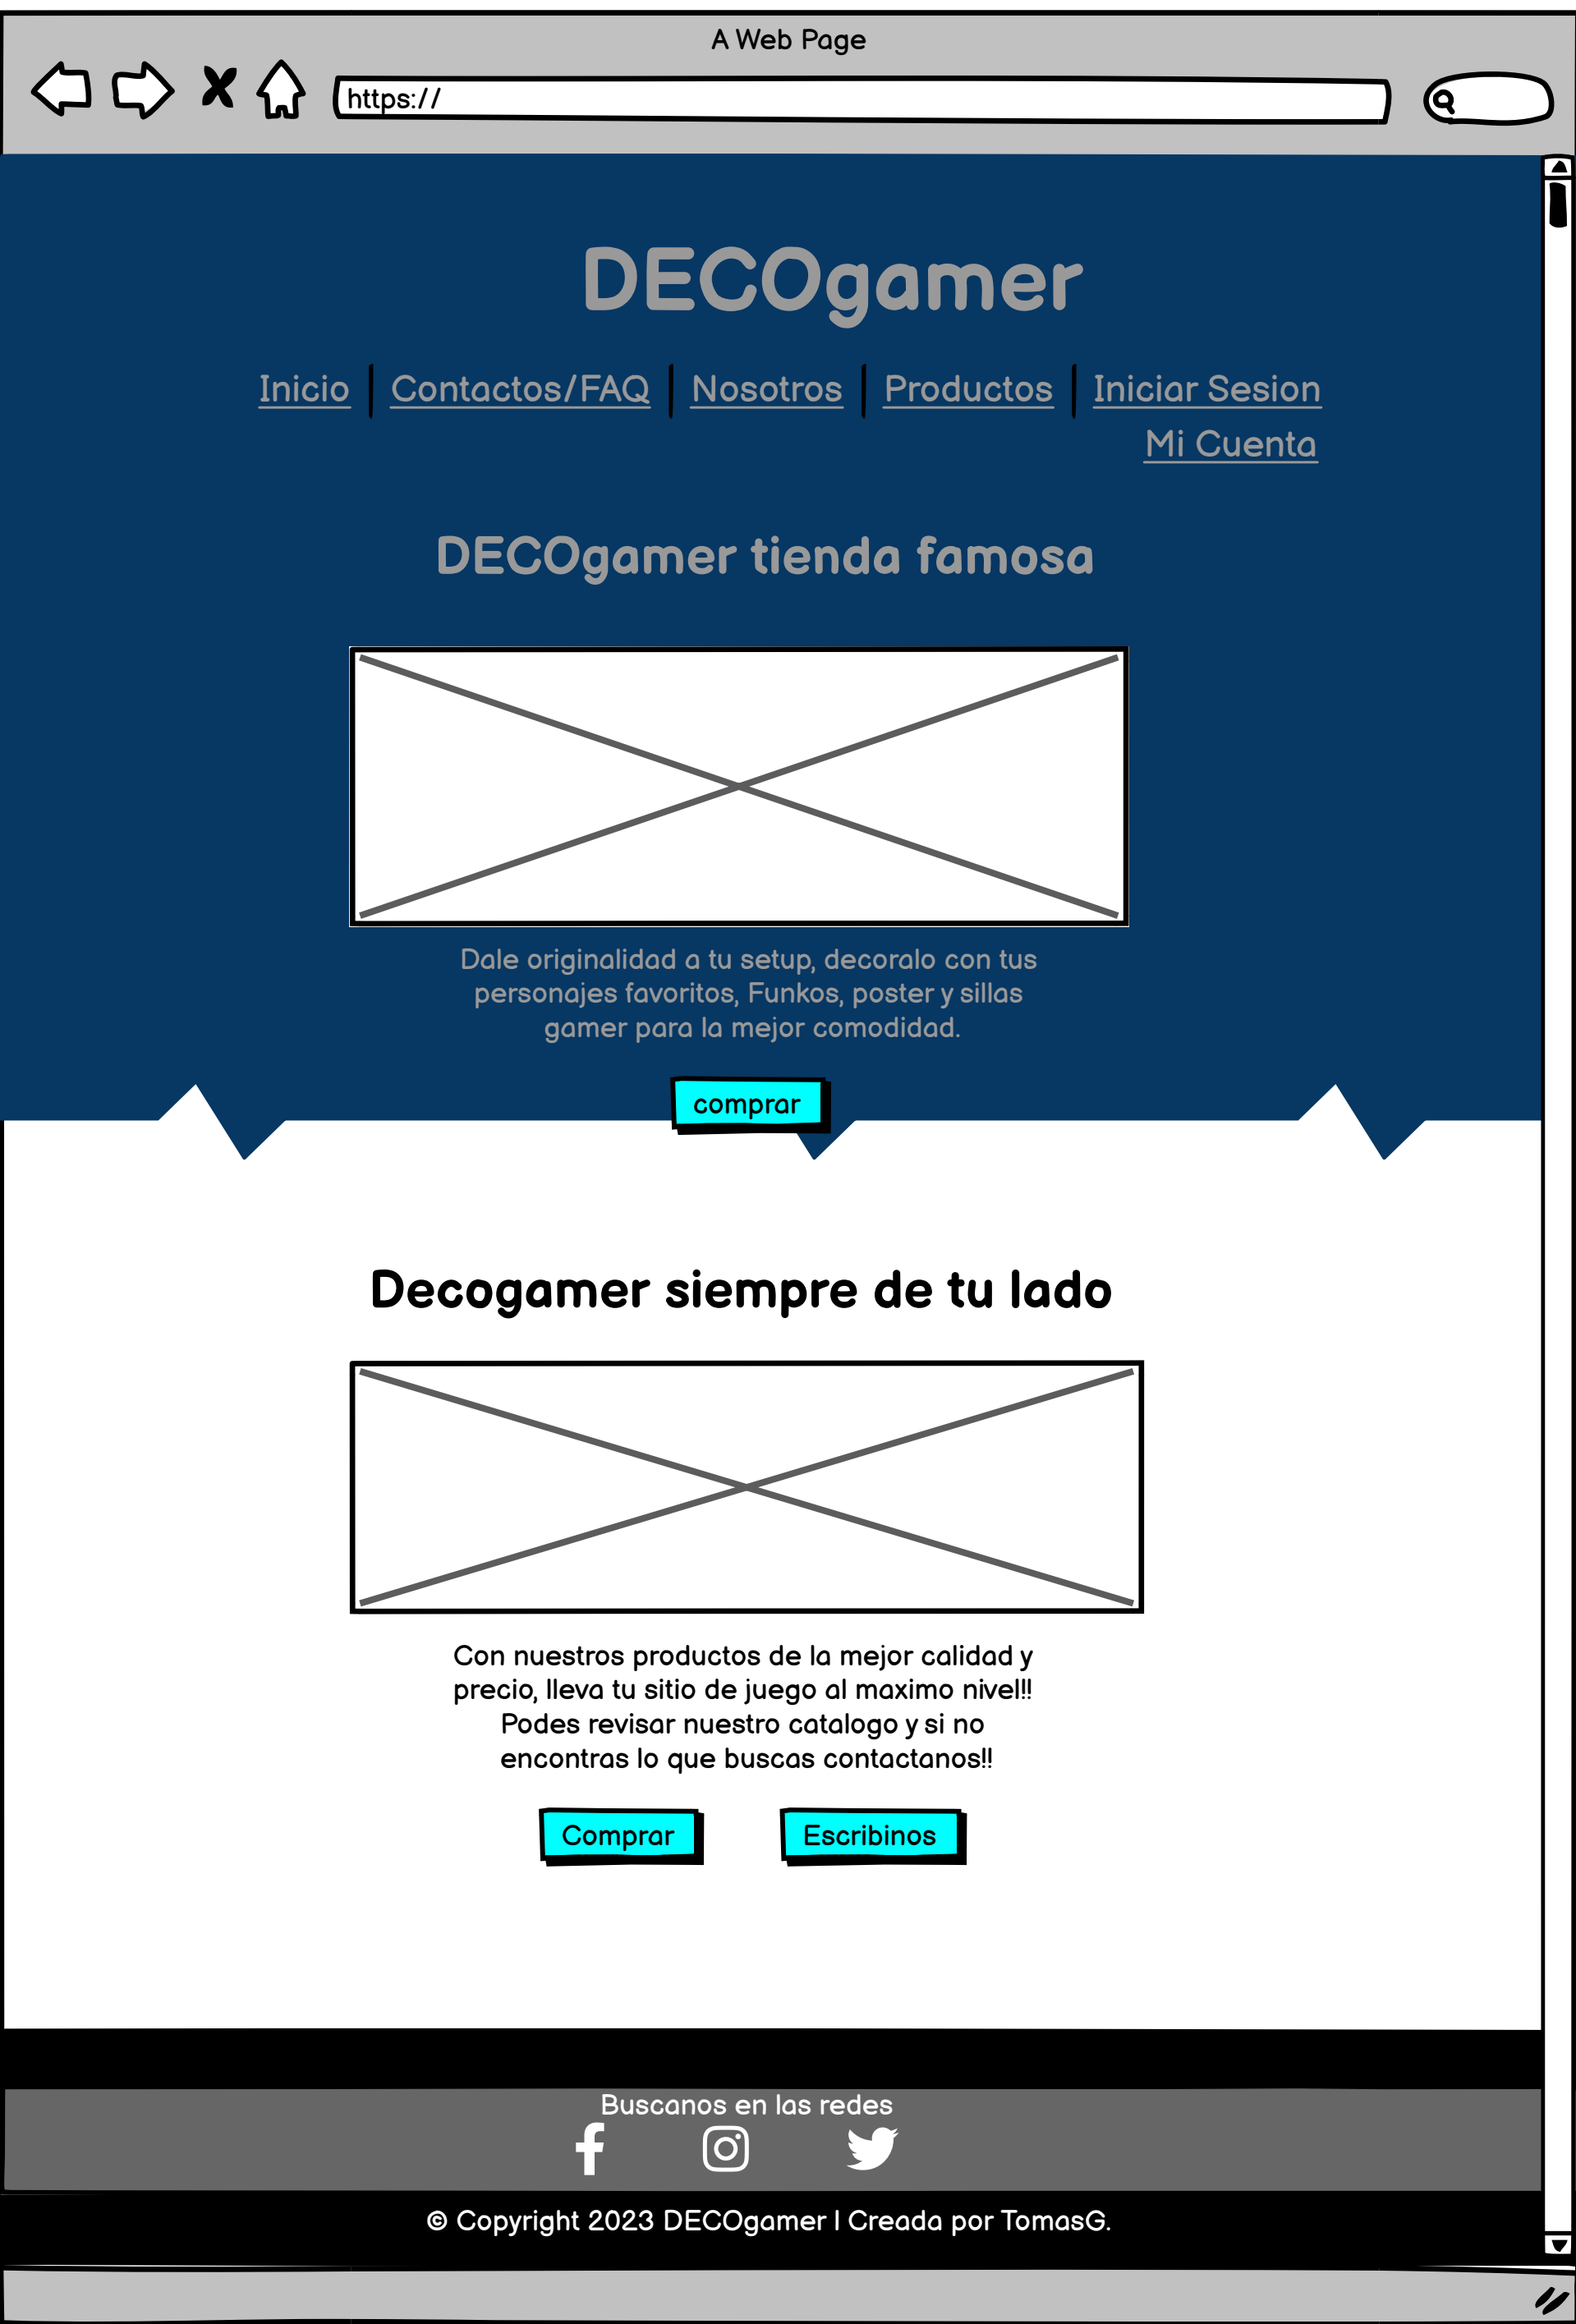 A Web Page
https://
DECOgamer
Inicio | Contactos/FAQ | Nosotros | Productos | Iniciar Sesion
Mi Cuenta
DECOgamer tienda famosa
Dale originalidad a tu setup, decoralo con tus
personajes favoritos, Funkos, poster y sillas
gamer para la mejor comodidad.
comprar
Decogamer siempre de tu lado
Con nuestros productos de la mejor calidad y
precio, lleva tu sitio de juego al maximo nivel!!
Podes revisar nuestro catalogo y si no
encontras lo que buscas contactanos!!
Comprar Escribinos
Buscanos en las redes
© Copyright 2023 DECOgamer | Creada por TomasG.